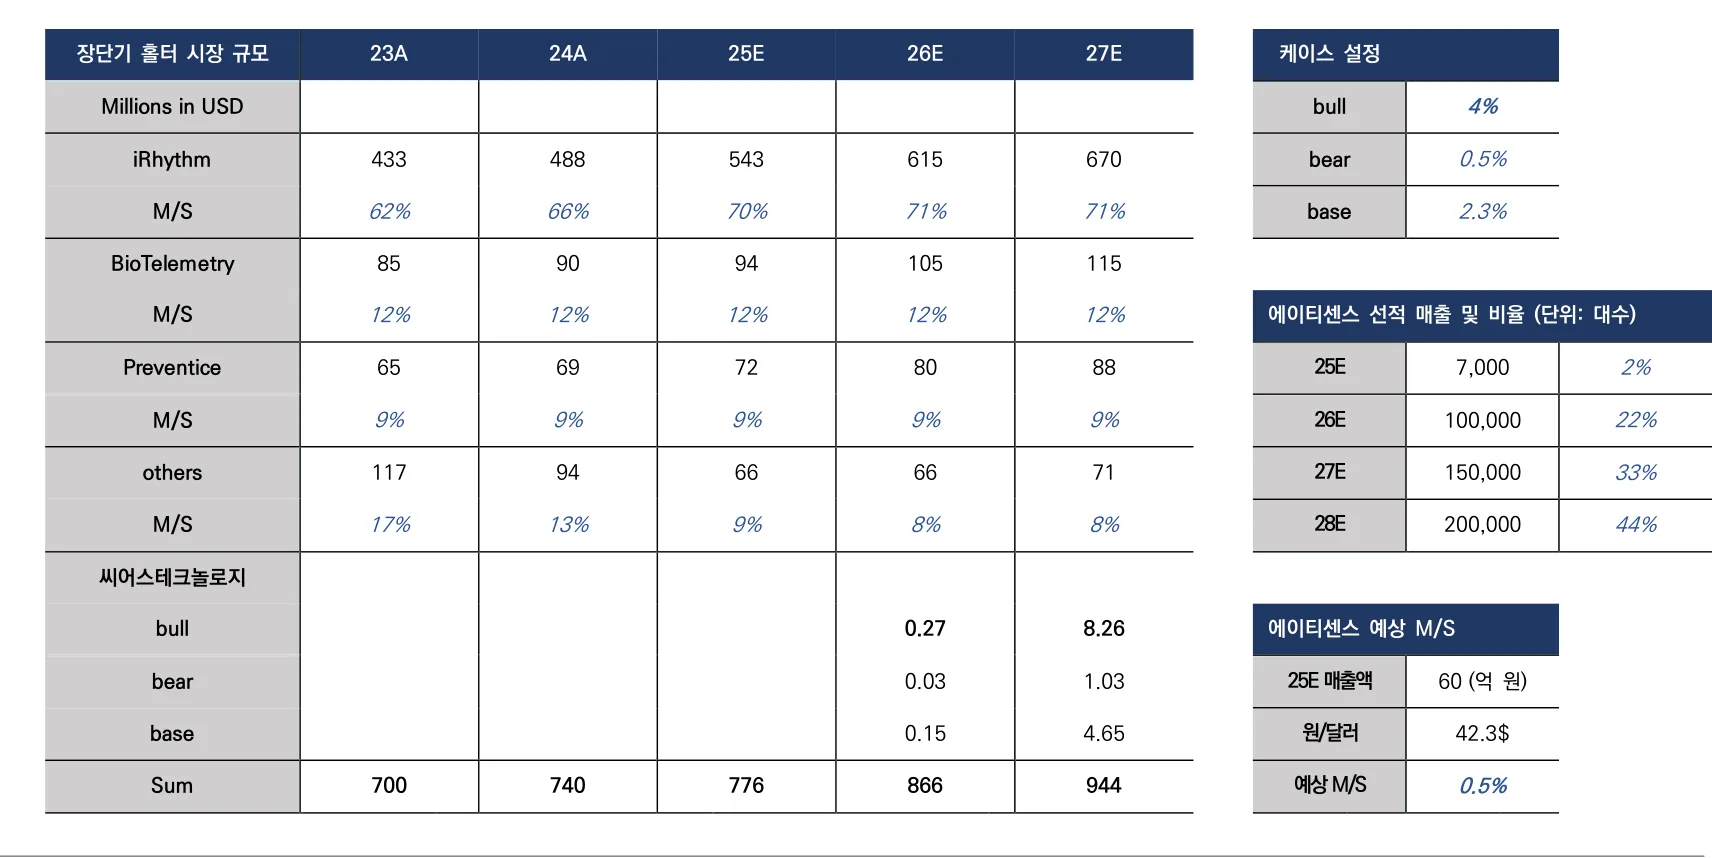 장단기 홀터 시장 규모 23A 24A 25E 26E 27E
Millions in USD
iRhythm 433 488 543 615 670
M/S 62% 66% 70% 71% 71%
BioTelemetry 85 90 94 105 115
M/S 12% 12% 12% 12% 12%
Preventice 65 69 72 80 88
M/S 9% 9% 9% 9% 9%
others 117 94 66 66 71
M/S 17% 13% 9% 8% 8%
씨어스테크놀로지
bull 0.27 8.26
bear 0.03 1.03
base 0.15 4.65
Sum 700 740 776 866 944
케이스 설정
bull 4%
bear 0.5%
base 2.3%
에이티센스 선적 매출 및 비율 (단위: 대수)
25E 7,000 2%
26E 100,000 22%
27E 150,000 33%
28E 200,000 44%
에이티센스 예상 M/S
25E 매출액 60 (억 원)
원/달러 42.3$
예상 M/S 0.5%